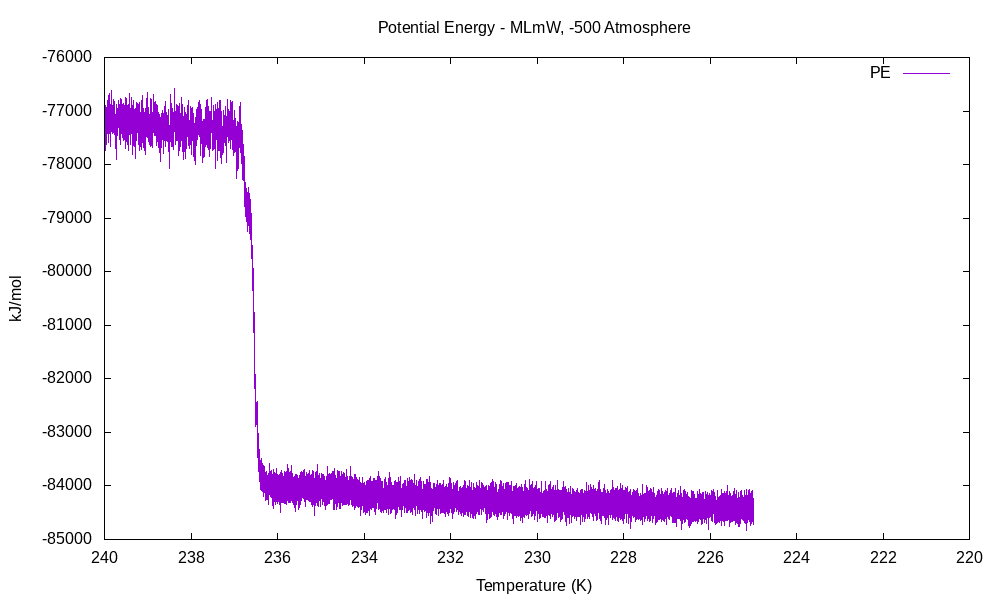 Potential Energy - MLmW, -500 Atmosphere
PE
-76000
-77000
-78000
-79000
-80000
-81000
-82000
-83000
-84000
-85000
kJ/mol
240 238 236 234 232 230 228 226 224 222 220
Temperature (K)